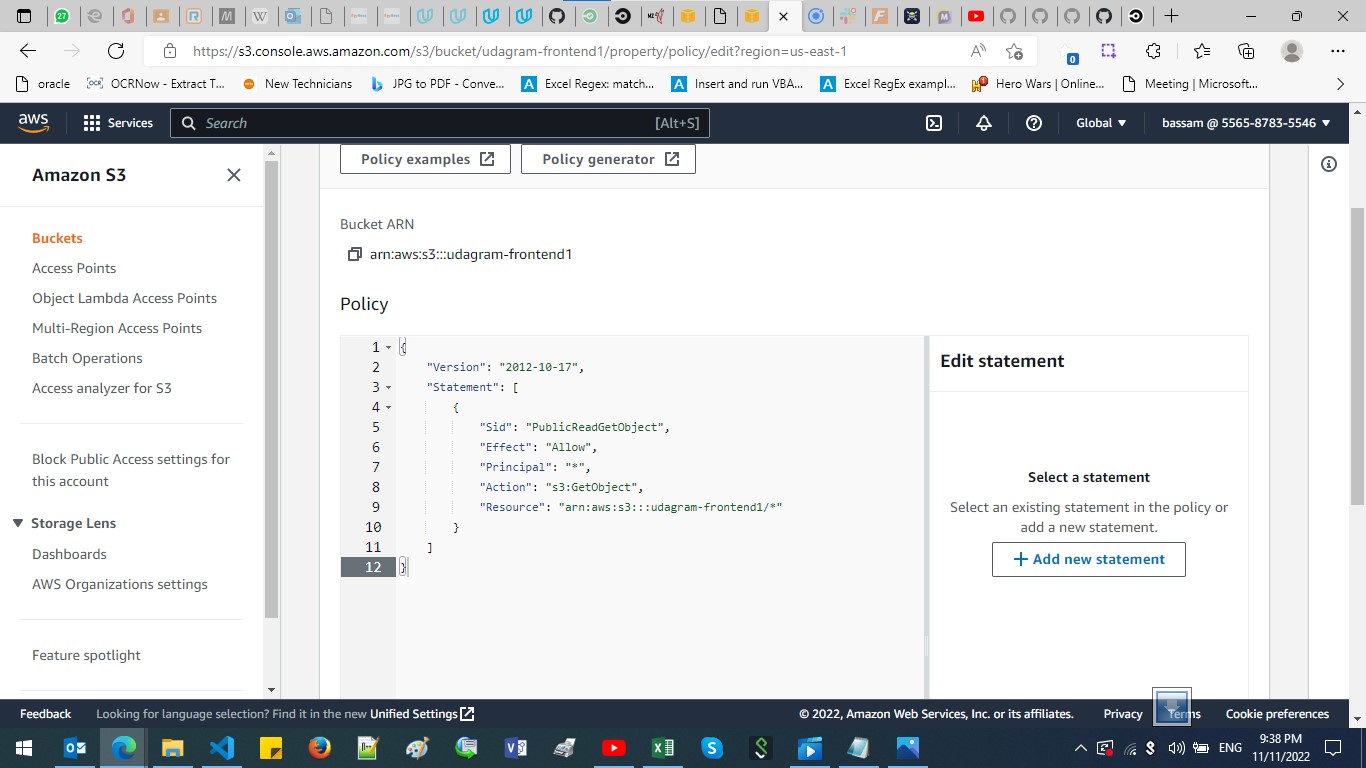 27
https://s3.console.aws.amazon.com/s3/bucket/udagram-frontend1/property/policy/edit?region=us-east-1
0
oracle
OCRNow - Extract T...
New Technicians
JPG to PDF - Conve...
Excel Regex: match...
Insert and run VBA...
Excel RegEx exampl...
Hero Wars | Online...
Meeting | Microsoft...
aws
Services
Search
[Alt+S]
Global
bassam @ 5565-8783-5546
Amazon S3
Buckets
Access Points
Object Lambda Access Points
Multi-Region Access Points
Batch Operations
Access analyzer for S3
Block Public Access settings for
this account
Storage Lens
Dashboards
AWS Organizations settings
Feature spotlight
Policy examples
Policy generator
Bucket ARN
arn:aws:s3:::udagram-frontend1
Policy
1 {
2 "Version": "2012-10-17",
3 "Statement": [
4 {
5 "Sid": "PublicReadGetObject",
6 "Effect": "Allow",
7 "Principal": "*",
8 "Action": "s3:GetObject",
9 "Resource": "arn:aws:s3:::udagram-frontend1/*"
10 }
11 ]
12 }
Edit statement
Select a statement
Select an existing statement in the policy or
add a new statement.
+ Add new statement
Feedback
Looking for language selection? Find it in the new Unified Settings
© 2022, Amazon Web Services, Inc. or its affiliates.
Privacy
Terms
Cookie preferences
ENG
9:38 PM
11/11/2022